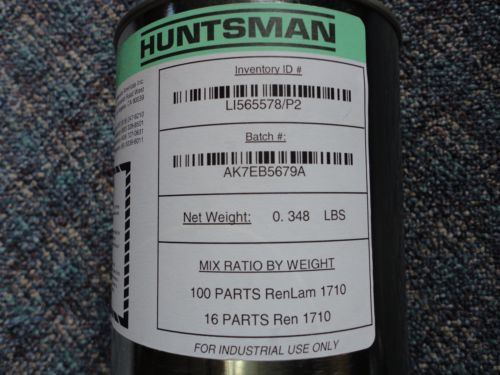 HUNTSMAN
Inventory ID #
LI565578/P2
Batch #:
AK7EB5679A
Net Weight: 0.348 LBS
MIX RATIO BY WEIGHT
100 PARTS RenLam 1710
16 PARTS Ren 1710
FOR INDUSTRIAL USE ONLY